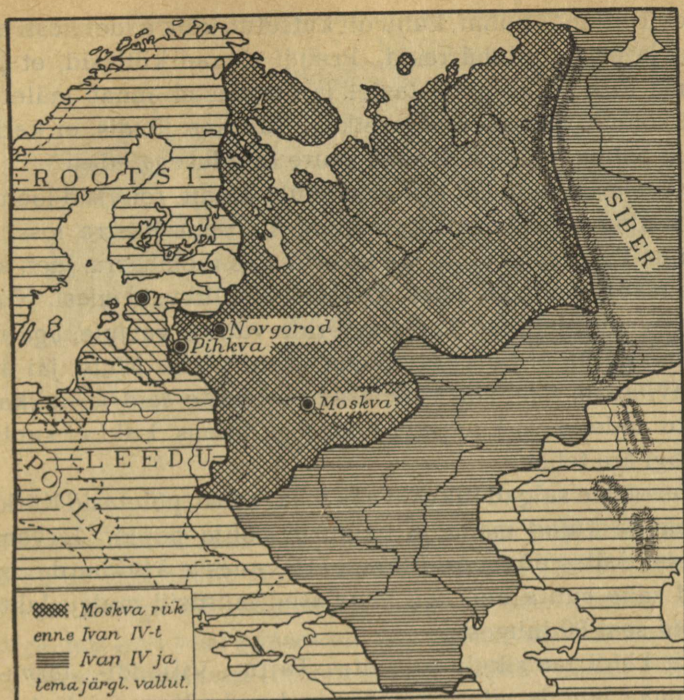 ROOTSI
SIBER
T.
Novgorod
Pihkva
Moskva
LEEDU
POOLA
Moskva riik
enne Ivan IV-t
Ivan IV ja
tema järgl. vallut.